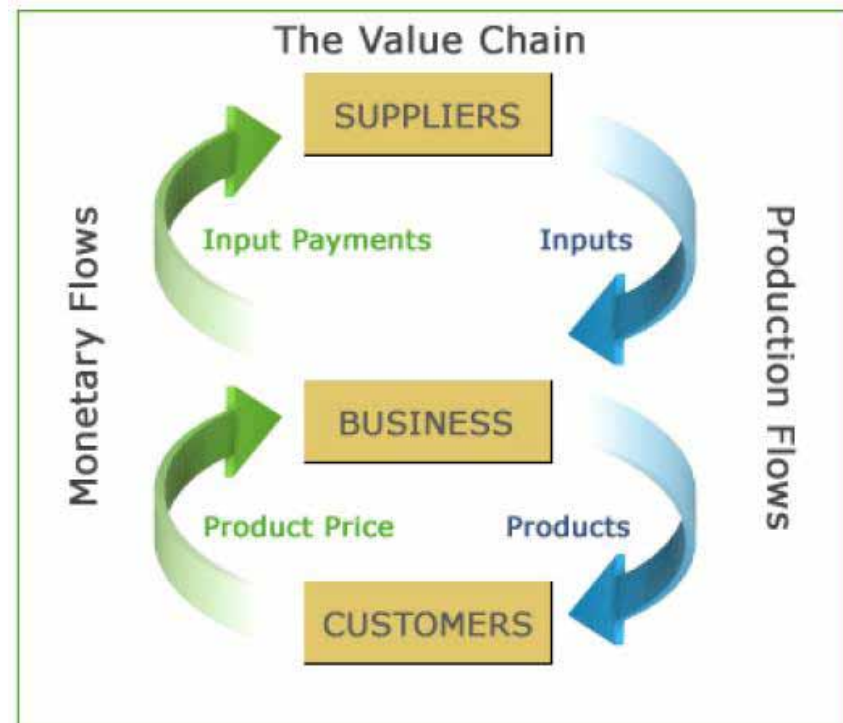 The Value Chain
SUPPLIERS
Monetary Flows
Input Payments
Inputs
Production Flows
BUSINESS
Product Price
Products
CUSTOMERS